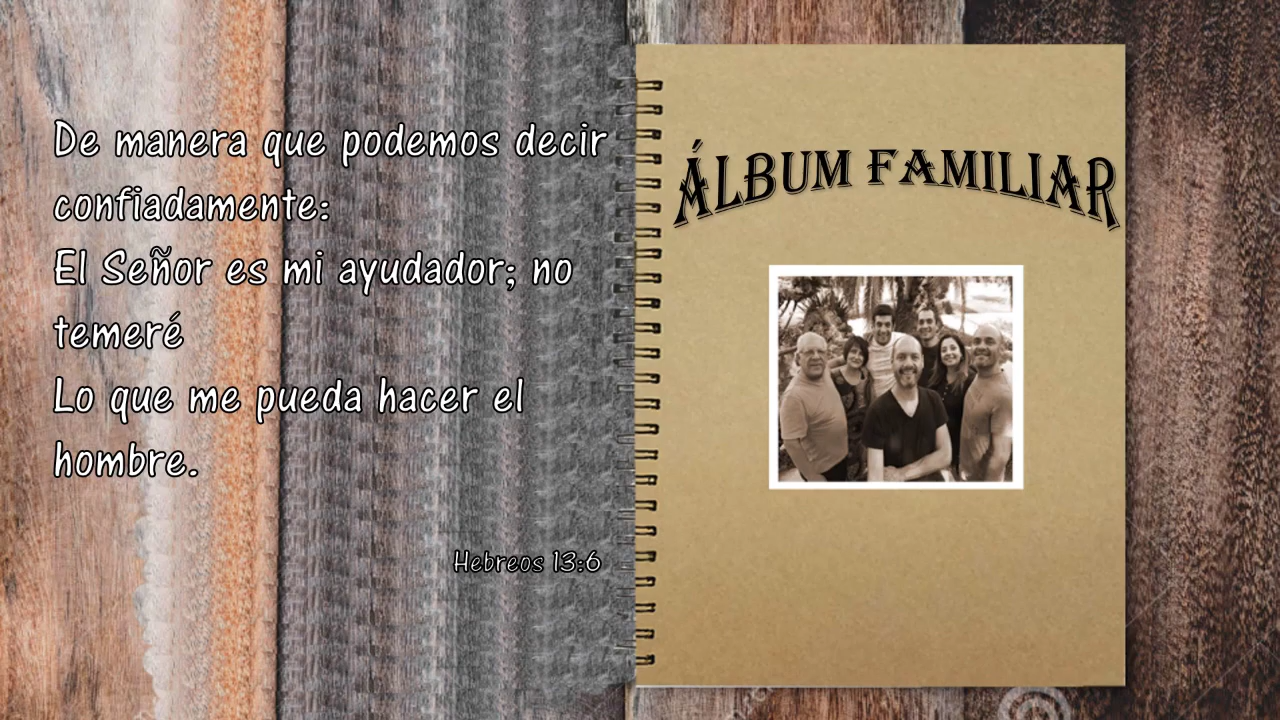 De manera que podemos decir
confiadamente:
El Señor es mi ayudador; no
temeré
Lo que me pueda hacer el
hombre.
Hebreos 13:6
ÁLBUM FAMILIAR